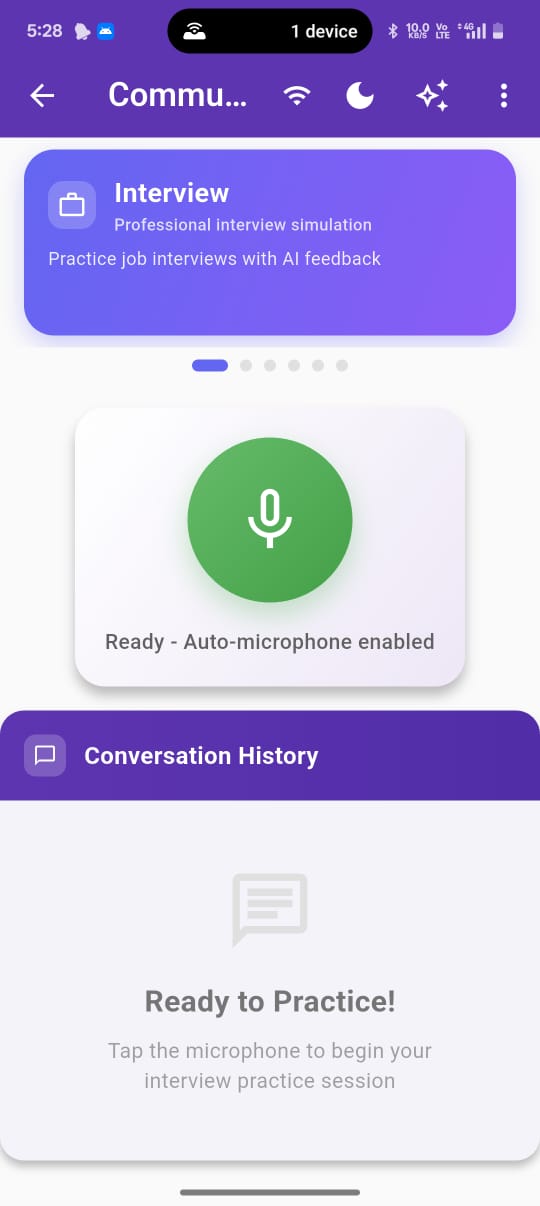 5:28
1 device
10.0
KB/S
Vo
LTE
4G
Commu...
Interview
Professional interview simulation
Practice job interviews with AI feedback
Ready - Auto-microphone enabled
Conversation History
Ready to Practice!
Tap the microphone to begin your
interview practice session